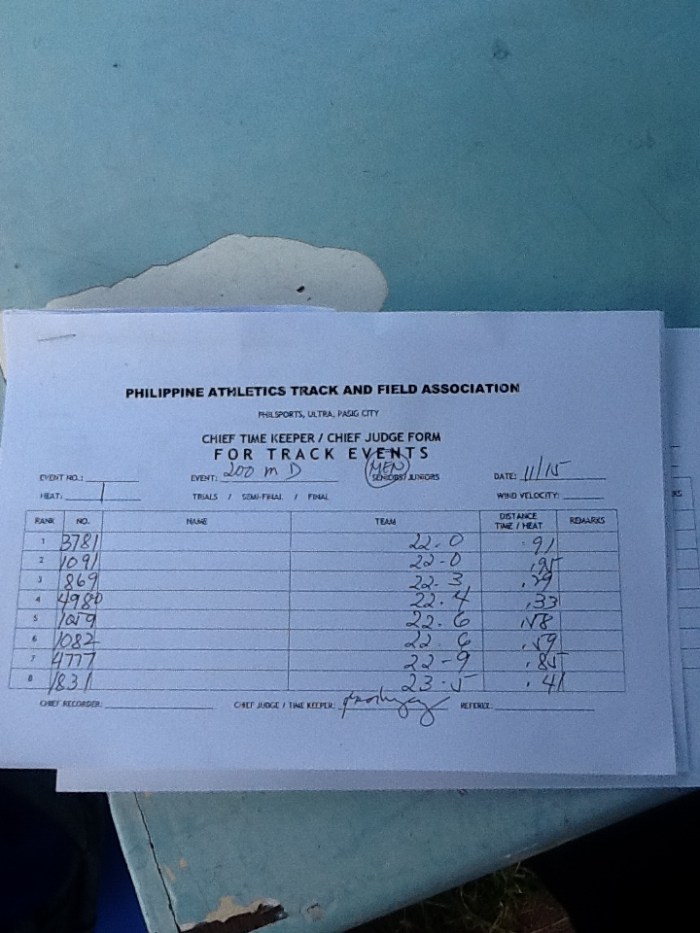 PHILIPPINE ATHLETICS TRACK AND FIELD ASSOCIATION
PHILSPORTS, ULTRA, PASIG CITY
CHIEF TIME KEEPER / CHIEF JUDGE FORM
FOR TRACK EVENTS
EVENT NO.: EVENT: 200 m D MEN SENIORS/ JUNIORS DATE: 11/15
HEAT: 1 TRIALS / SEMI-FINAL / FINAL WIND VELOCITY:
RANK NO. NAME TEAM DISTANCE TIME / HEAT REMARKS
1 3781 22.0 .91
2 1091 22-0 .95
3 869 22.3
4 4980 22.4 .33
5 1059 22.6 .58
6 1082 22.6 .59
7 4777 22-9 .85
8 1831 23.5 .41
CHIEF RECORDER: CHIEF JUDGE / TIME KEEPER: REFEREE:
KS